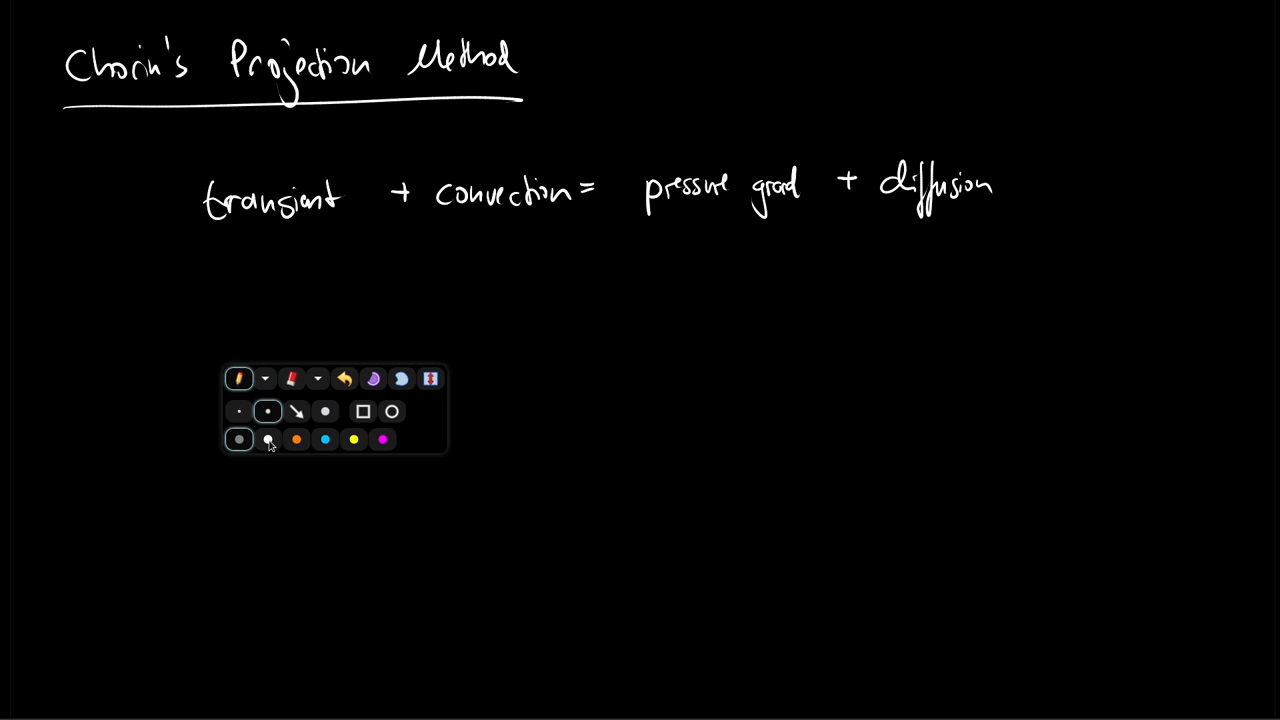 Chorin's Projection Method
transient + convection = pressure grad + diffusion